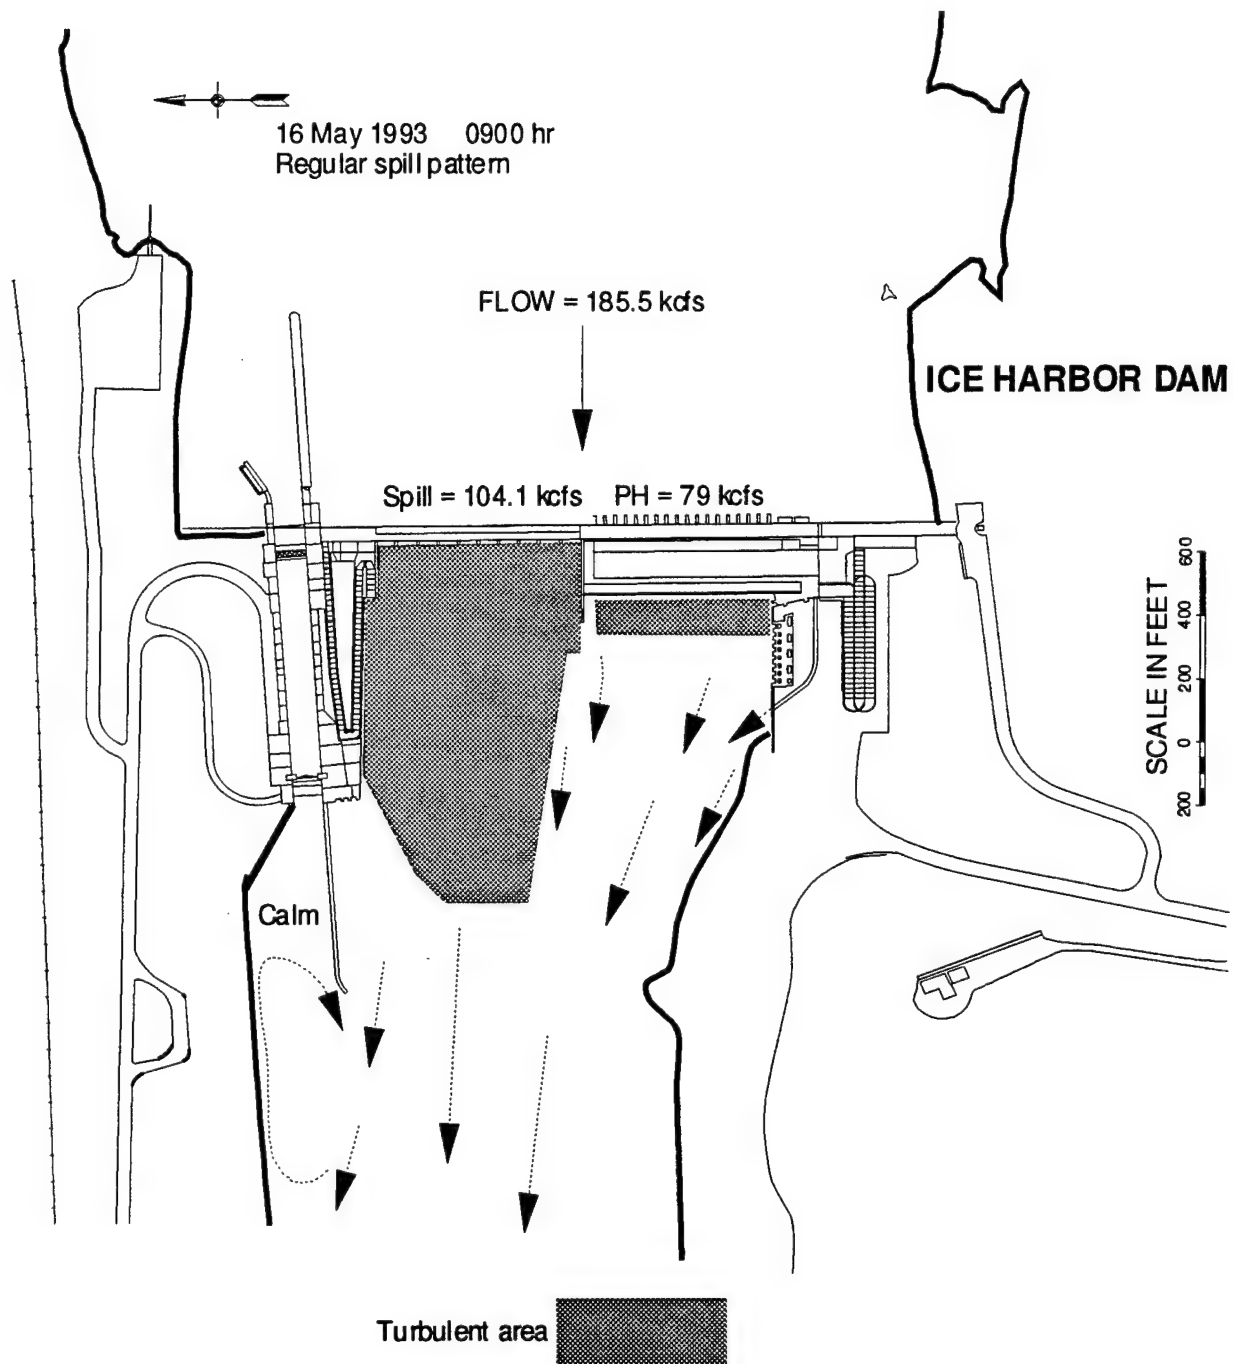 16 May 1993 0900 hr
Regular spill pattern
FLOW = 185.5 kcfs
ICE HARBOR DAM
Spill = 104.1 kcfs PH = 79 kcfs
SCALE IN FEET
600
400
200
0
200
Calm
Turbulent area